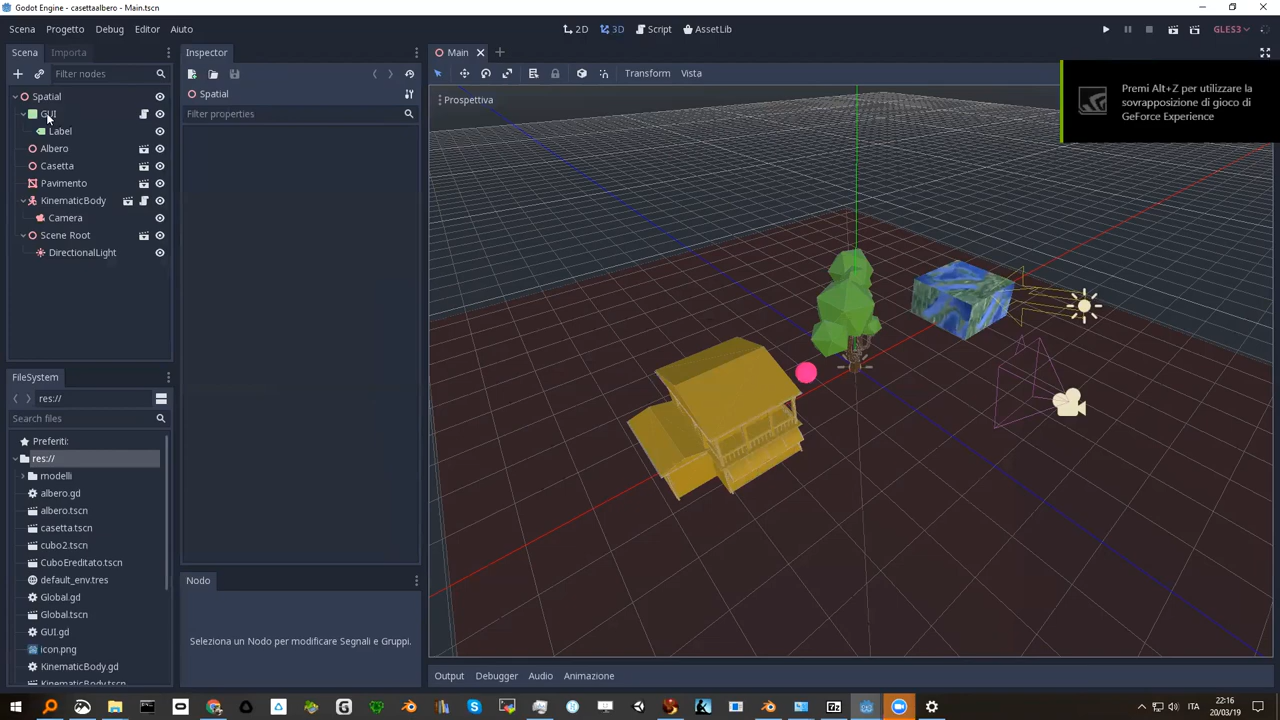 Godot Engine - casettaalbero - Main.tscn
Scena Progetto Debug Editor Aiuto
2D 3D Script AssetLib
GLES3
Scena Importa
Filter nodes
Spatial
GUI
Label
Albero
Casetta
Pavimento
KinematicBody
Camera
Scene Root
DirectionalLight
FileSystem
res://
Search files
Preferiti:
res://
modelli
albero.gd
albero.tscn
casetta.tscn
cubo2.tscn
CuboEreditato.tscn
default_env.tres
Global.gd
Global.tscn
GUI.gd
icon.png
KinematicBody.gd
KinematicBody.tscn
Inspector
Spatial
Filter properties
Nodo
Seleziona un Nodo per modificare Segnali e Gruppi.
Main
Transform Vista
Prospettiva
Premi Alt+Z per utilizzare la
sovrapposizione di gioco di
GeForce Experience
Output Debugger Audio Animazione
22:16
20/03/19